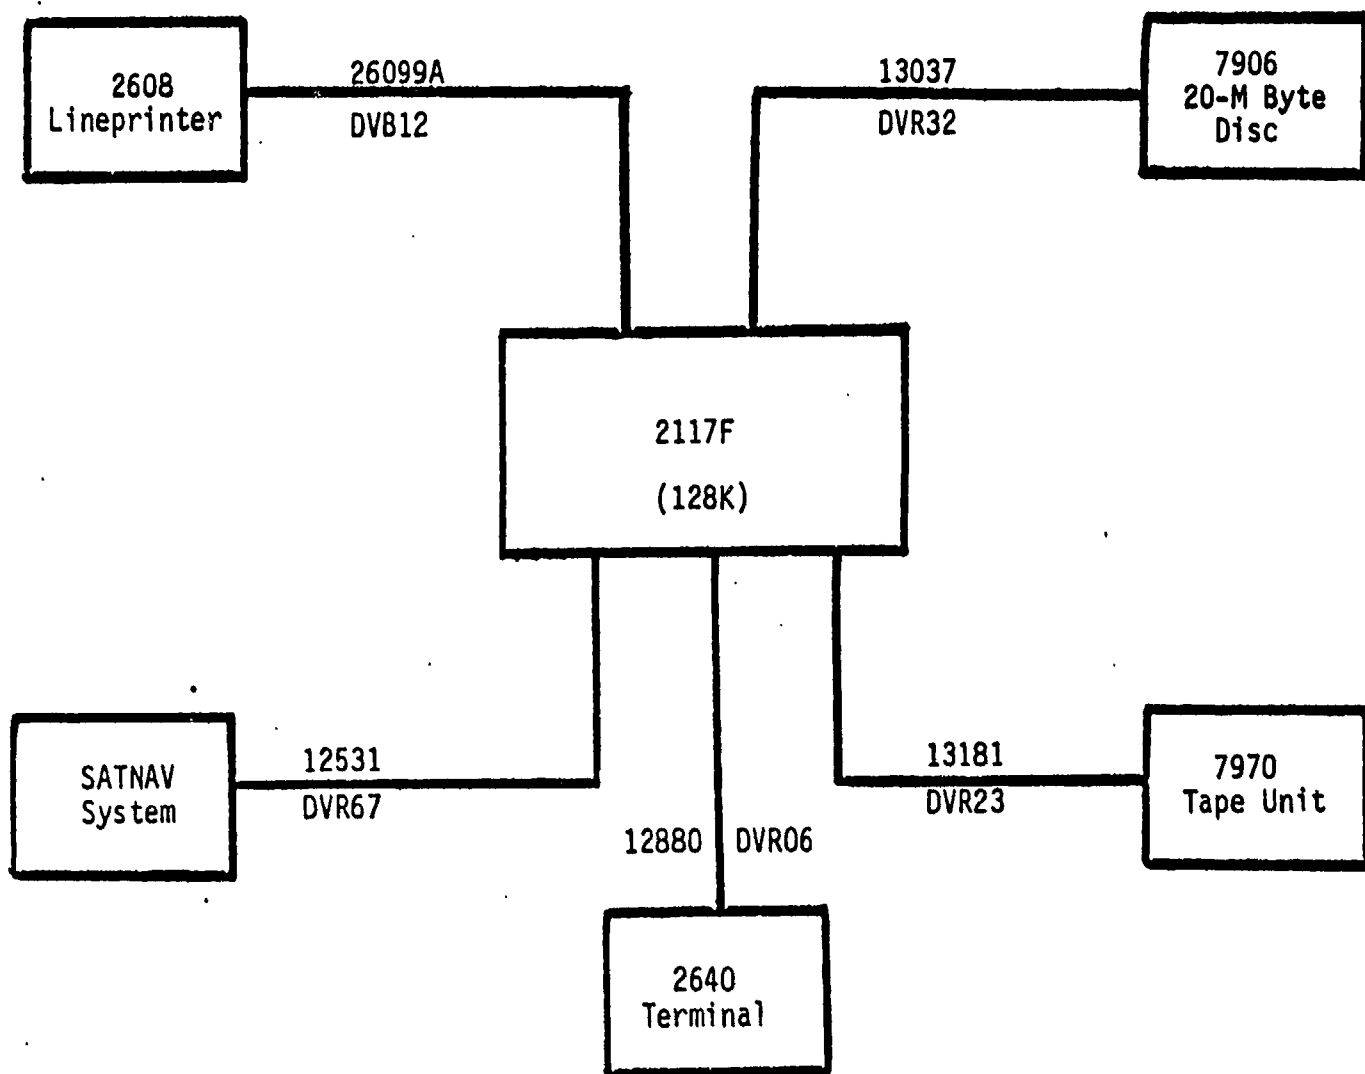 2608
Lineprinter
26099A
DVB12
13037
DVR32
7906
20-M Byte
Disc
2117F
(128K)
SATNAV
System
12531
DVR67
12880 DVR06
13181
DVR23
7970
Tape Unit
2640
Terminal